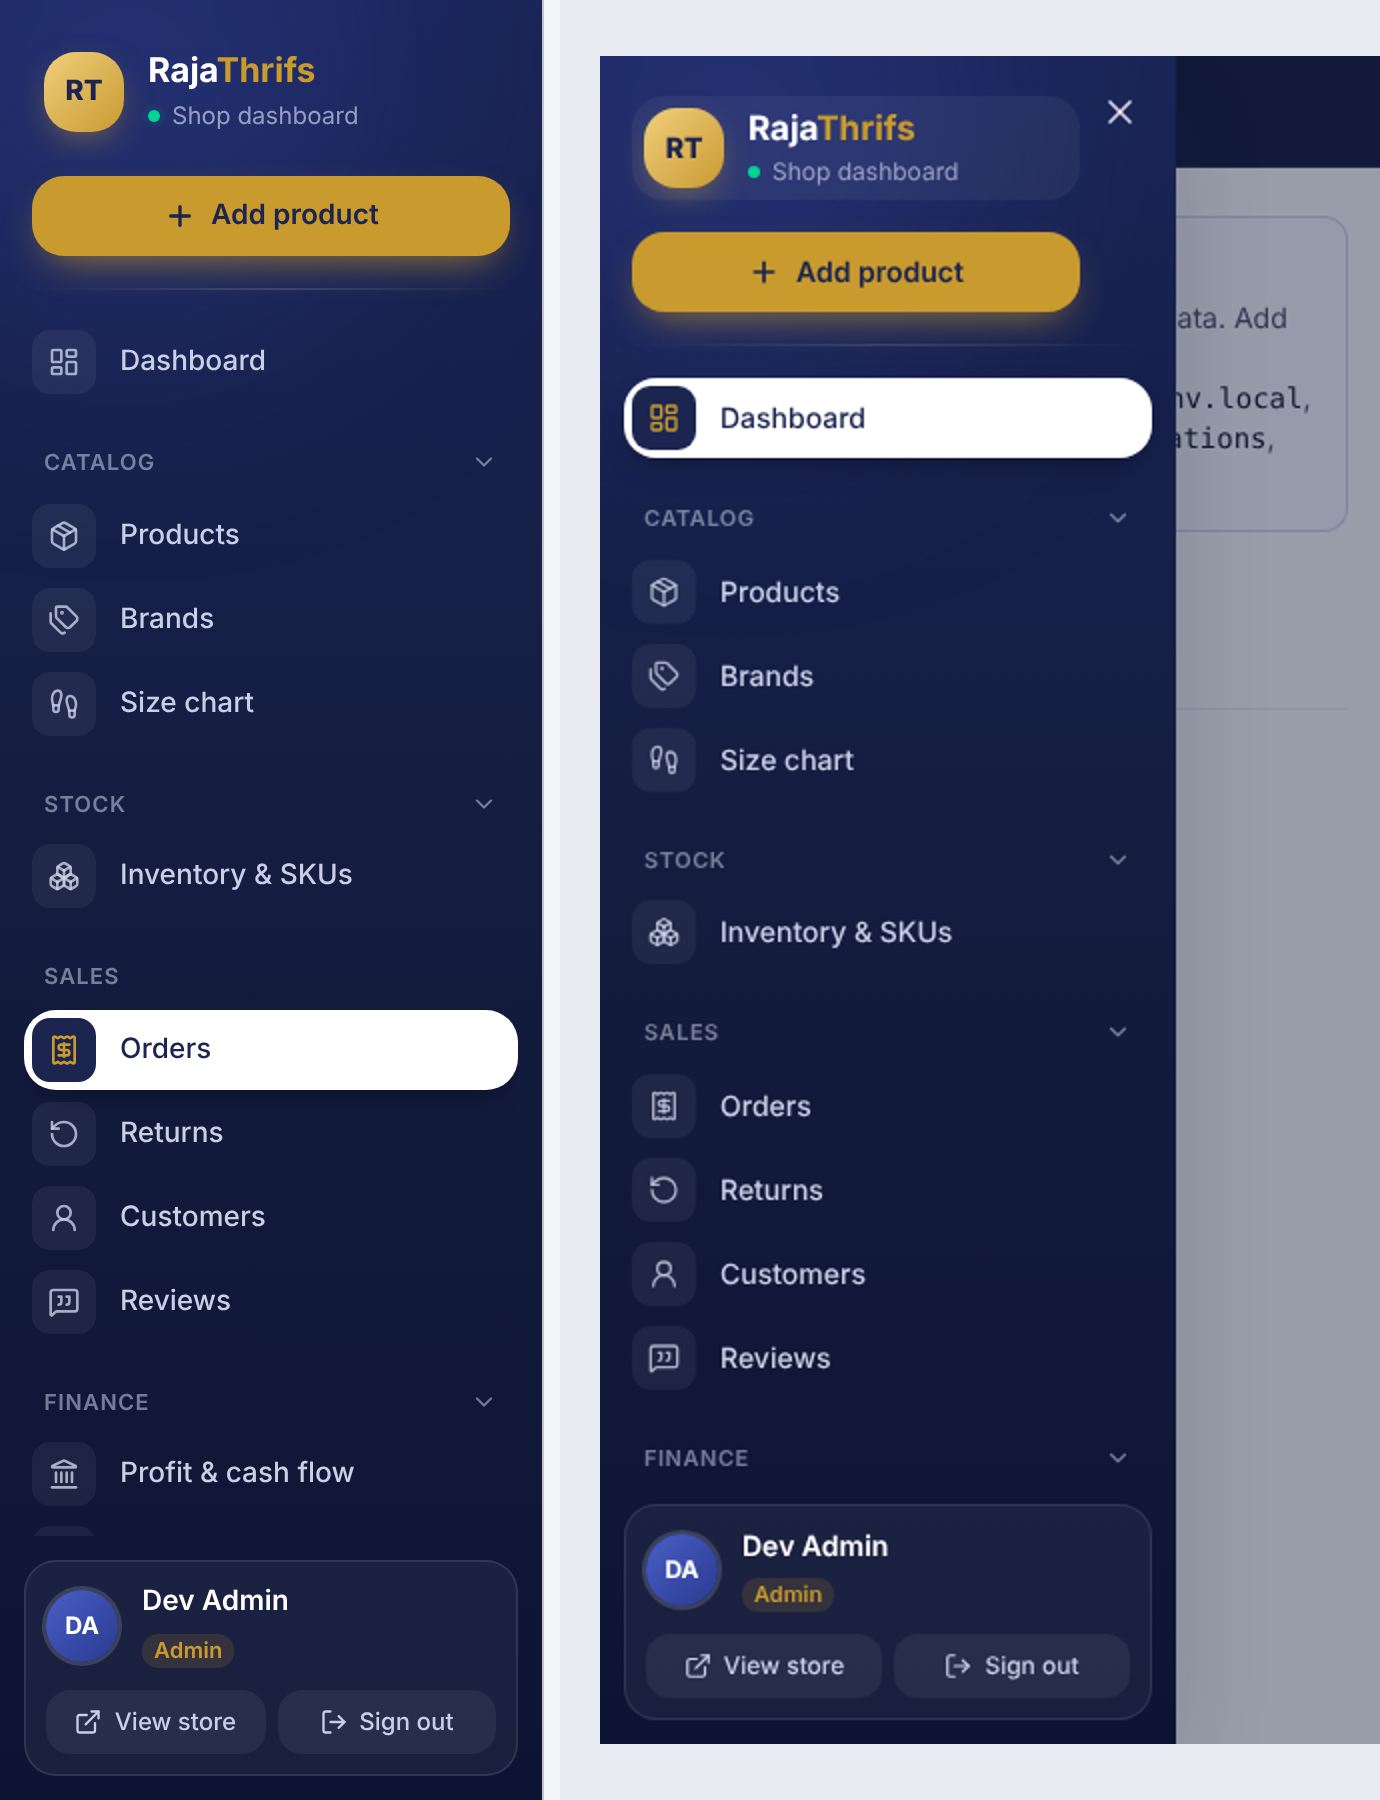 RT
RajaThrifs
Shop dashboard
+ Add product
Dashboard
CATALOG
Products
Brands
Size chart
STOCK
Inventory & SKUs
SALES
Orders
Returns
Customers
Reviews
FINANCE
Profit & cash flow
DA
Dev Admin
Admin
View store
Sign out
RT
RajaThrifs
Shop dashboard
+ Add product
Dashboard
CATALOG
Products
Brands
Size chart
STOCK
Inventory & SKUs
SALES
Orders
Returns
Customers
Reviews
FINANCE
DA
Dev Admin
Admin
View store
Sign out
ata. Add
nv.local,
ations,